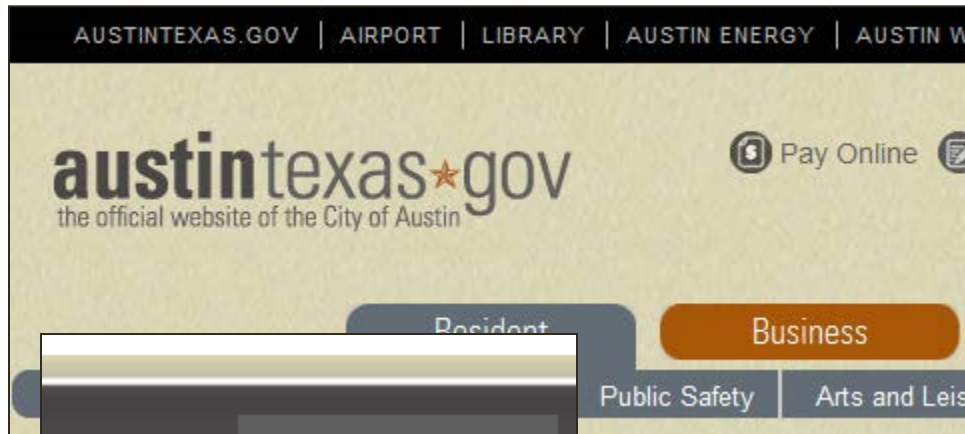 AUSTINTEXAS.GOV | AIRPORT | LIBRARY | AUSTIN ENERGY | AUSTIN W
austintexas★gov
the official website of the City of Austin
Pay Online
Resident
Business
Public Safety
Arts and Leis